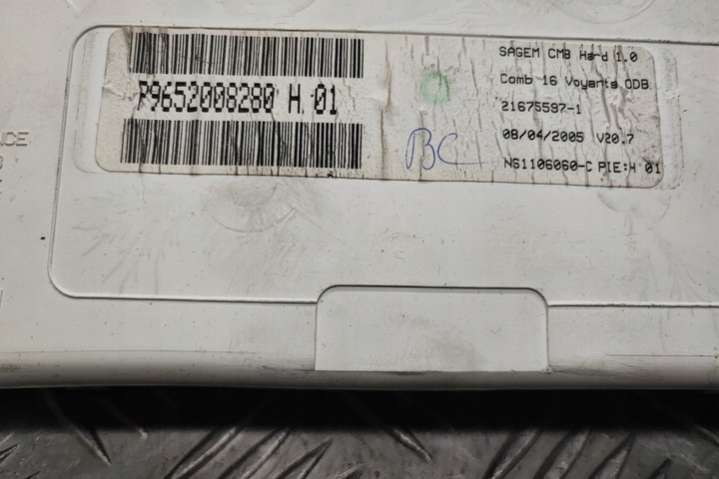 P9652008280 H 01
SAGEM CMB Hard 1.0
Comb 16 Voyants ODB
21675597-1
08/04/2005 V20.7
N61106060-C PIE:H 01
BC